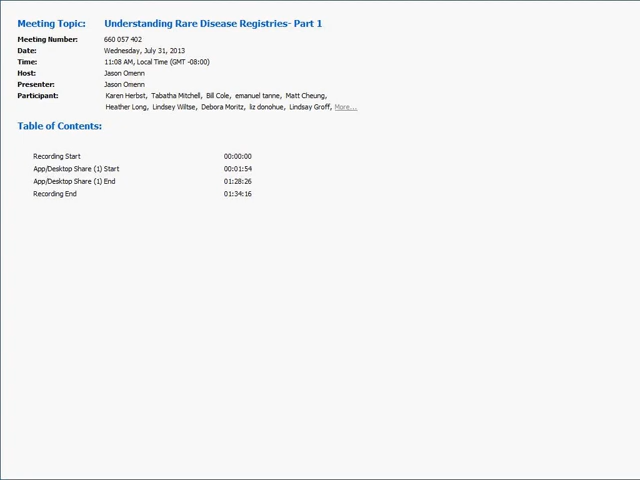 Meeting Topic: Understanding Rare Disease Registries- Part 1
Meeting Number: 660 057 402
Date: Wednesday, July 31, 2013
Time: 11:08 AM, Local Time (GMT -08:00)
Host: Jason Omenn
Presenter: Jason Omenn
Participant: Karen Herbst, Tabatha Mitchell, Bill Cole, emanuel tanne, Matt Cheung,
Heather Long, Lindsey Wiltse, Debora Moritz, liz donohue, Lindsay Groff, More...
Table of Contents:
Recording Start 00:00:00
App/Desktop Share (1) Start 00:01:54
App/Desktop Share (1) End 01:28:26
Recording End 01:34:16